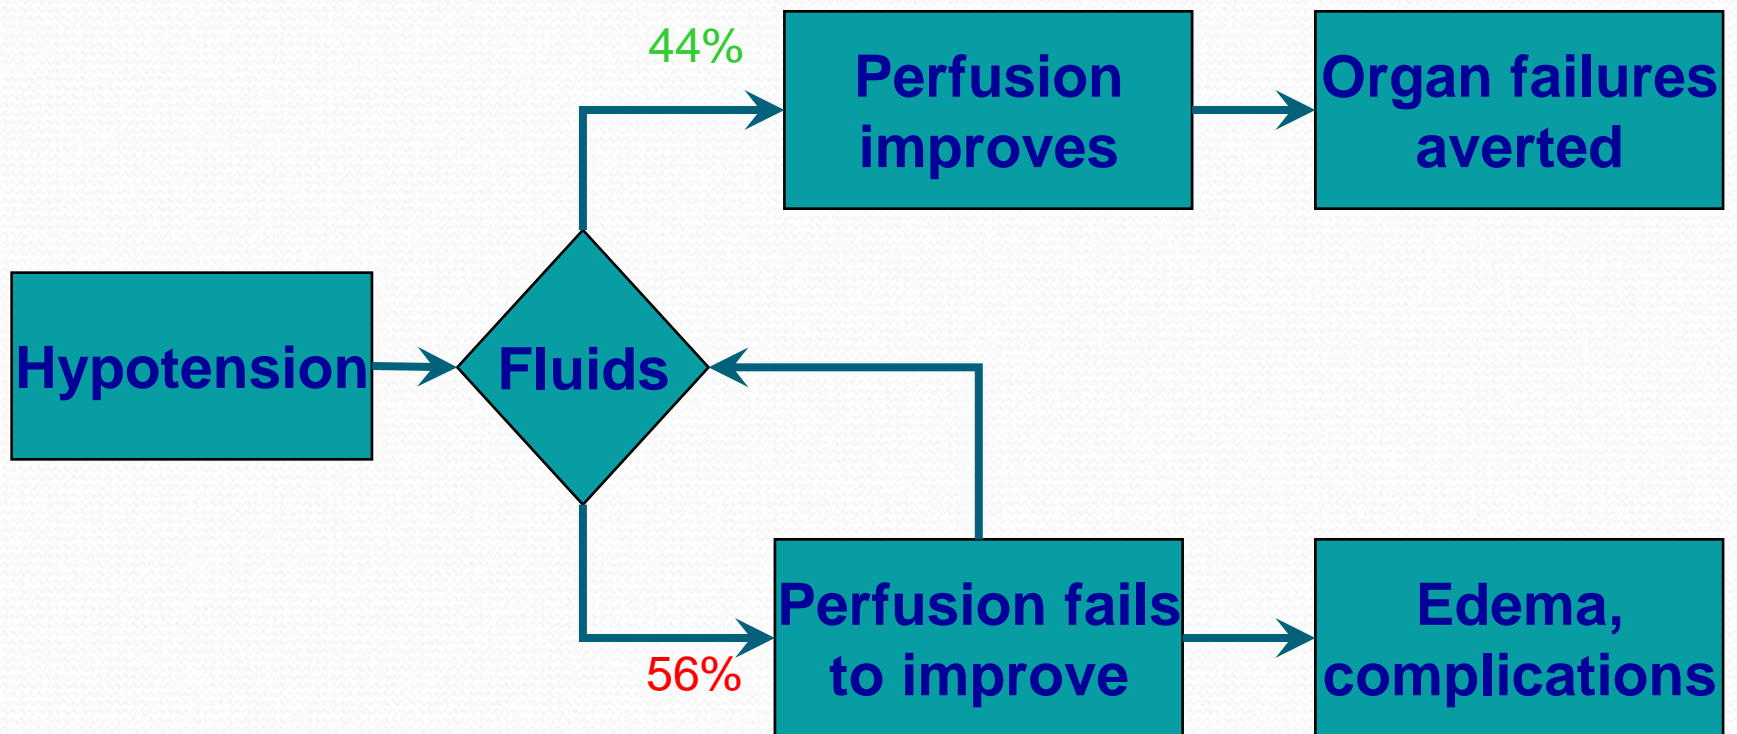 44%
Perfusion
improves
Organ failures
averted
Hypotension
Fluids
56%
Perfusion fails
to improve
Edema,
complications